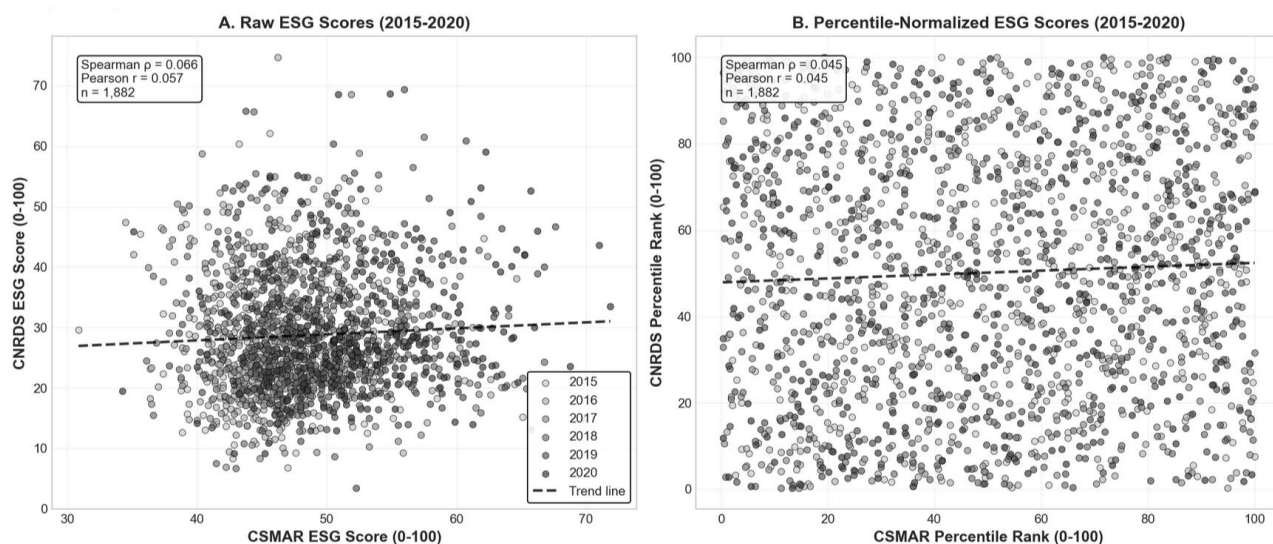 A. Raw ESG Scores (2015-2020)
Spearman ρ = 0.066
Pearson r = 0.057
n = 1,882
CNRDS ESG Score (0-100)
70
60
50
40
30
20
10
0
30
40
50
60
70
CSMAR ESG Score (0-100)
2015
2016
2017
2018
2019
2020
Trend line
B. Percentile-Normalized ESG Scores (2015-2020)
Spearman ρ = 0.045
Pearson r = 0.045
n = 1,882
CNRDS Percentile Rank (0-100)
100
80
60
40
20
0
0
20
40
60
80
100
CSMAR Percentile Rank (0-100)